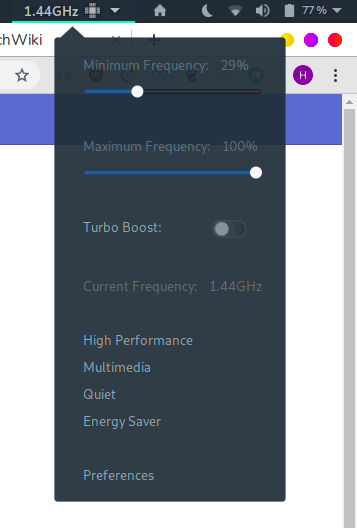 1.44GHz 77 %
chWiki × +
Minimum Frequency: 29%
H
Maximum Frequency: 100%
Turbo Boost:
Current Frequency: 1.44GHz
High Performance
Multimedia
Quiet
Energy Saver
Preferences